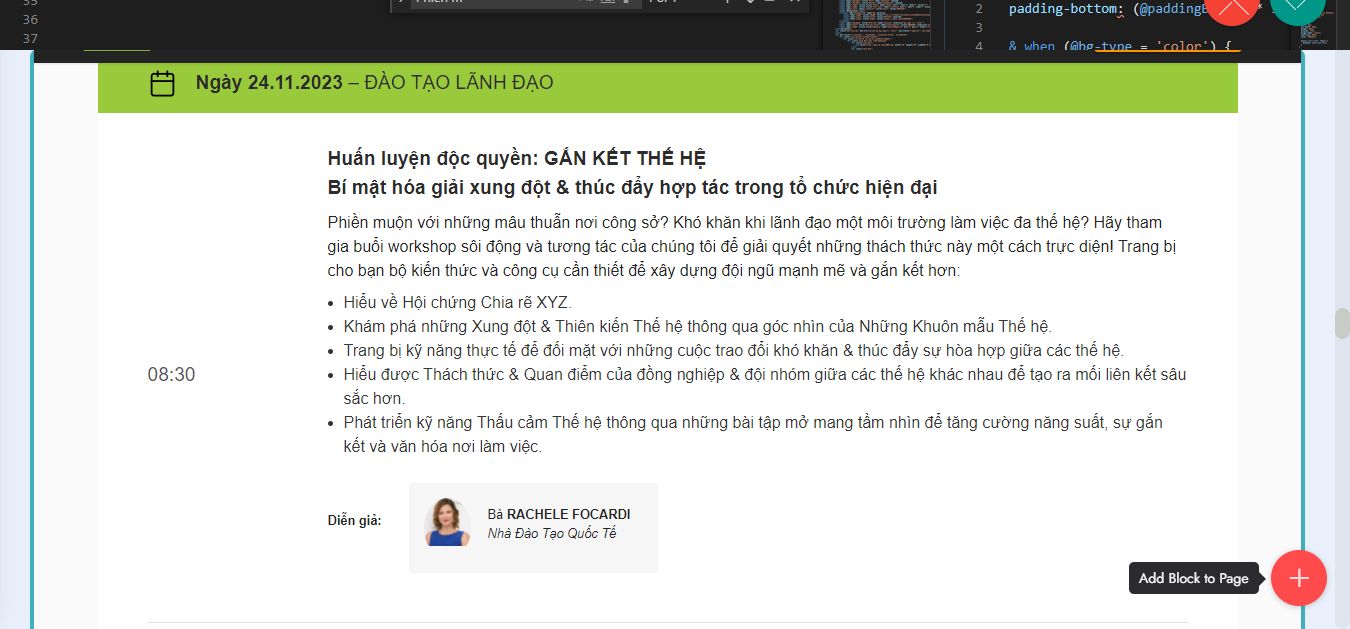 36
37
2
padding-bottom: (@padding
3
4
& when (@bg-type = 'color') {
Ngày 24.11.2023 – ĐÀO TẠO LÃNH ĐẠO
Huấn luyện độc quyền: GẮN KẾT THẾ HỆ
Bí mật hóa giải xung đột & thúc đẩy hợp tác trong tổ chức hiện đại
Phiền muộn với những mâu thuẫn nơi công sở? Khó khăn khi lãnh đạo một môi trường làm việc đa thế hệ? Hãy tham
gia buổi workshop sôi động và tương tác của chúng tôi để giải quyết những thách thức này một cách trực diện! Trang bị
cho bạn bộ kiến thức và công cụ cần thiết để xây dựng đội ngũ mạnh mẽ và gắn kết hơn:
• Hiểu về Hội chứng Chia rẽ XYZ.
• Khám phá những Xung đột & Thiên kiến Thế hệ thông qua góc nhìn của Những Khuôn mẫu Thế hệ.
• Trang bị kỹ năng thực tế để đối mặt với những cuộc trao đổi khó khăn & thúc đẩy sự hòa hợp giữa các thế hệ.
08:30
• Hiểu được Thách thức & Quan điểm của đồng nghiệp & đội nhóm giữa các thế hệ khác nhau để tạo ra mối liên kết sâu
sắc hơn.
• Phát triển kỹ năng Thấu cảm Thế hệ thông qua những bài tập mở mang tầm nhìn để tăng cường năng suất, sự gắn
kết và văn hóa nơi làm việc.
Diễn giả:
Bà RACHELE FOCARDI
Nhà Đào Tạo Quốc Tế
Add Block to Page